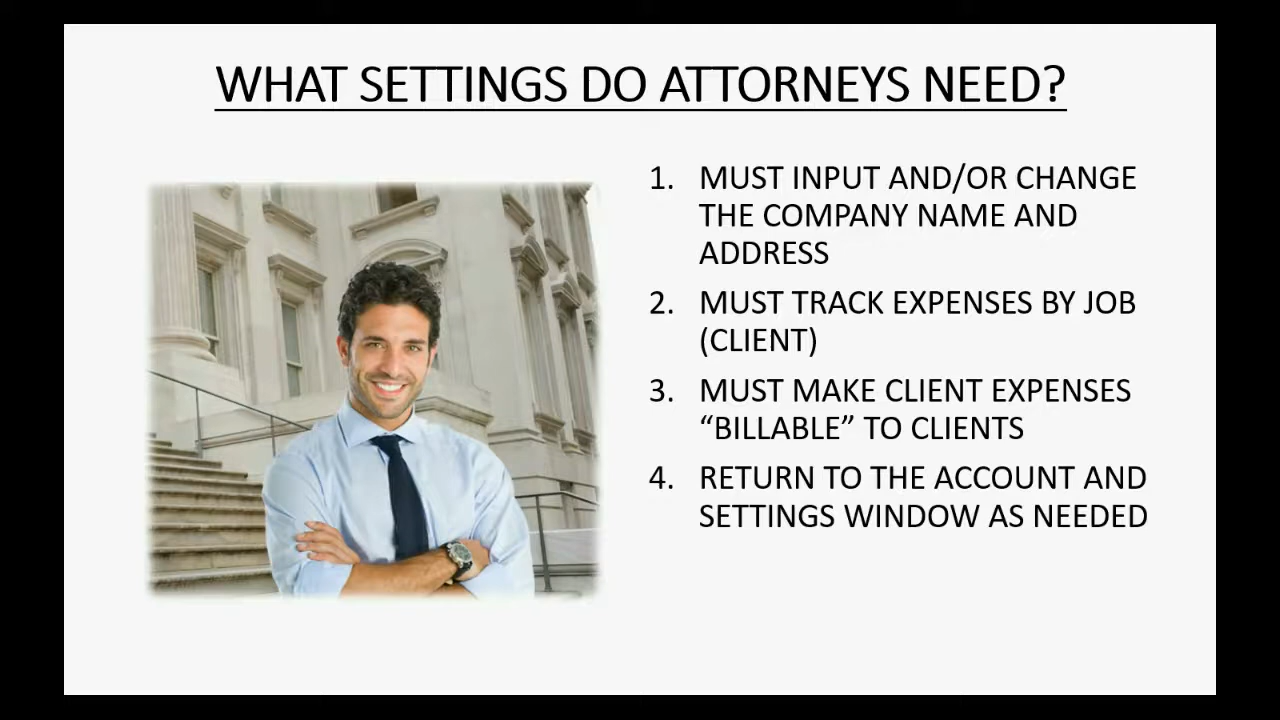 WHAT SETTINGS DO ATTORNEYS NEED?
1. MUST INPUT AND/OR CHANGE
THE COMPANY NAME AND
ADDRESS
2. MUST TRACK EXPENSES BY JOB
(CLIENT)
3. MUST MAKE CLIENT EXPENSES
“BILLABLE” TO CLIENTS
4. RETURN TO THE ACCOUNT AND
SETTINGS WINDOW AS NEEDED